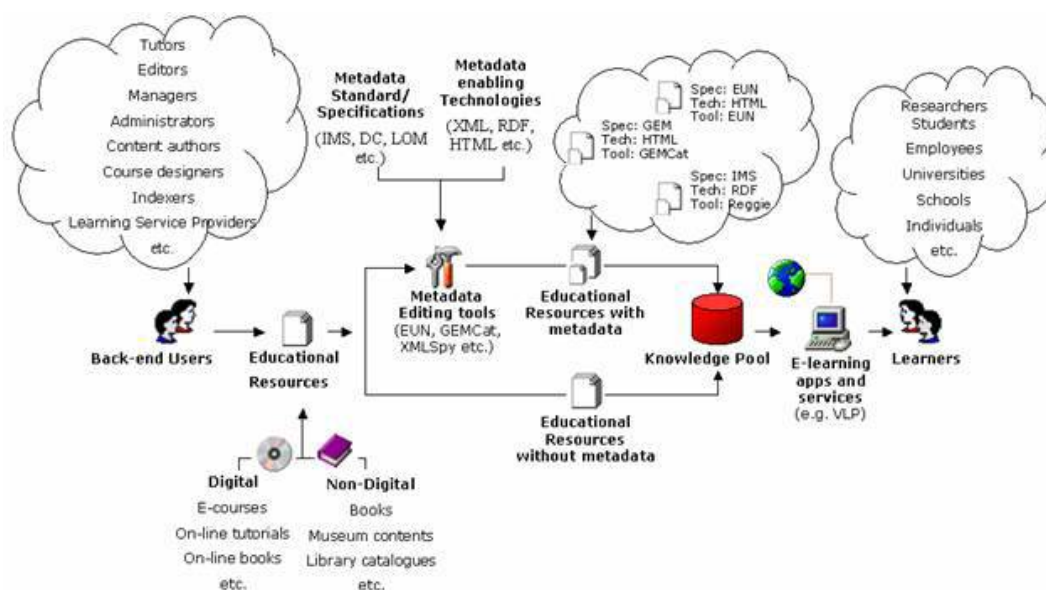 Tutors
Editors
Managers
Administrators
Content authors
Course designers
Indexers
Learning Service Providers
etc.
Metadata
Standard/
Specifications
(IMS, DC, LOM
etc.)
Metadata
enabling
Technologies
(XML, RDF,
HTML etc.)
Spec: EUN
Tech: HTML
Tool: EUN
Spec: GEM
Tech: HTML
Tool: GEMCat
Spec: IMS
Tech: RDF
Tool: Reggie
Researchers
Students
Employees
Universities
Schools
Individuals
etc.
Back-end Users
Educational
Resources
Metadata
Editing tools
(EUN, GEMCat,
XMLSpy etc.)
Educational
Resources with
metadata
Knowledge Pool
E-learning
apps and
services
(e.g. VLP)
Learners
Educational
Resources
without metadata
Digital
E-courses
On-line tutorials
On-line books
etc.
Non-Digital
Books
Museum contents
Library catalogues
etc.